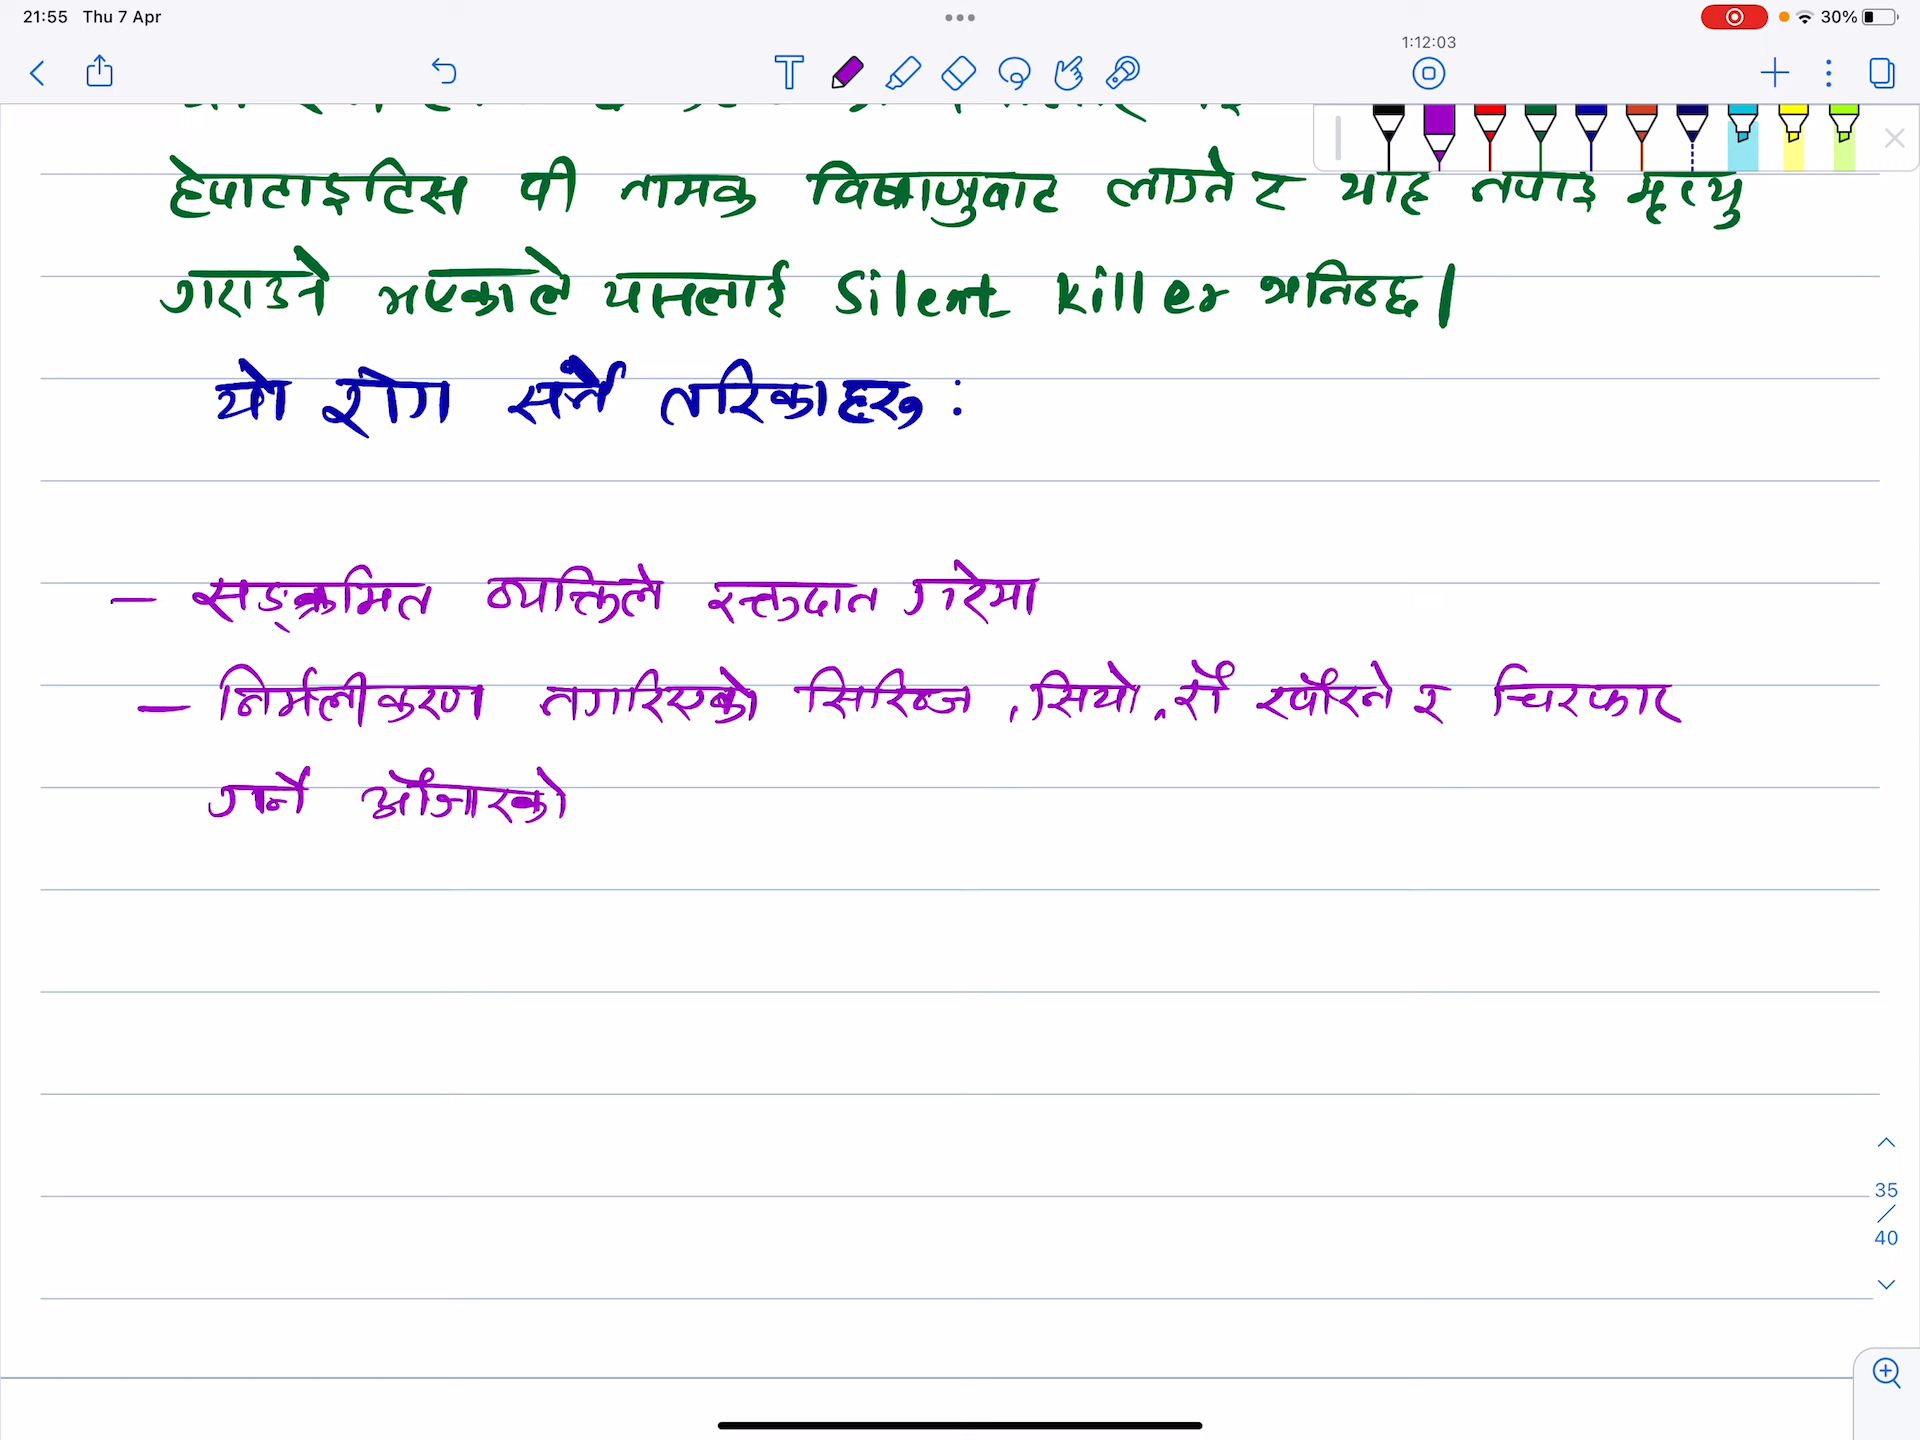 21:55 Thu 7 Apr
30%
1:12:03
हेपाटाइटिस वी नामक विषाणुबाट लाग्ने र यसले तपाई मृत्यु
गराउने भएकाले यसलाई Silent killer भनिन्छ।
यो रोग सर्ने तरिकाहरू :
– सङ्क्रमित व्यक्तिले रक्तदान गरेमा
– निर्मलीकरण नगरिएको सिरिन्ज , सियो , रौं खौरने र चिरफार
गर्ने औंजारको
35
/
40